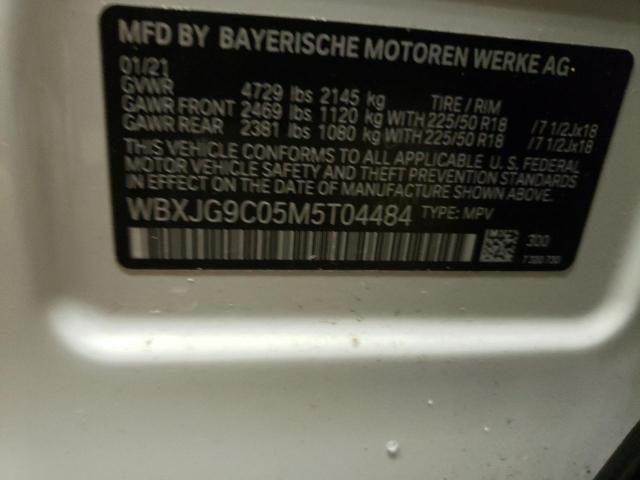 MFD BY BAYERISCHE MOTOREN WERKE AG
01/21
GVWR 4729 lbs 2145 kg TIRE / RIM
GAWR FRONT 2469 lbs 1120 kg WITH 225/50 R18 /7 1/2Jx18
GAWR REAR 2381 lbs 1080 kg WITH 225/50 R18 /7 1/2Jx18
THIS VEHICLE CONFORMS TO ALL APPLICABLE U. S. FEDERAL
MOTOR VEHICLE SAFETY AND THEFT PREVENTION
STANDARDS IN EFFECT ON THE DATE OF MANUFACTURE SHOWN ABOVE.
WBXJG9C05M5T04484 TYPE: MPV
300